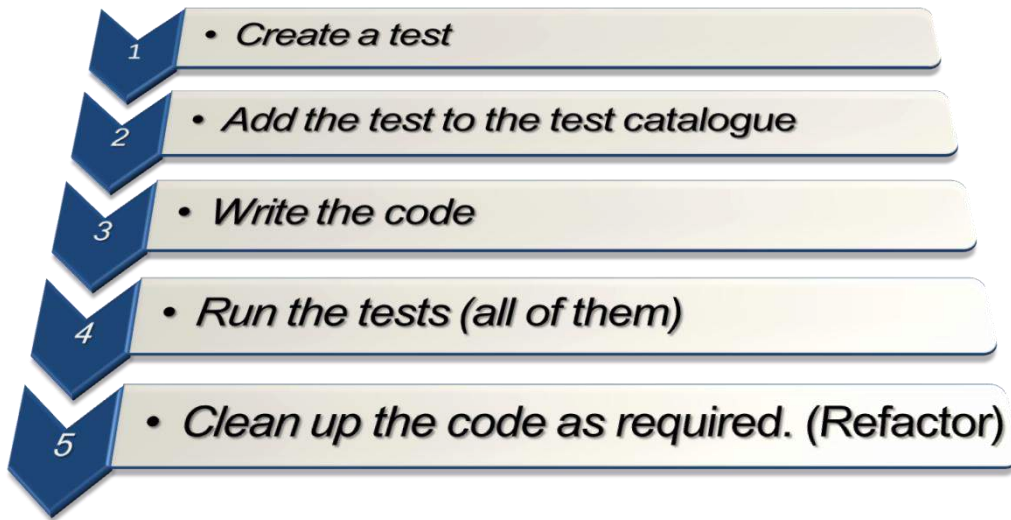 1 • Create a test
2 • Add the test to the test catalogue
3 • Write the code
4 • Run the tests (all of them)
5 • Clean up the code as required. (Refactor)